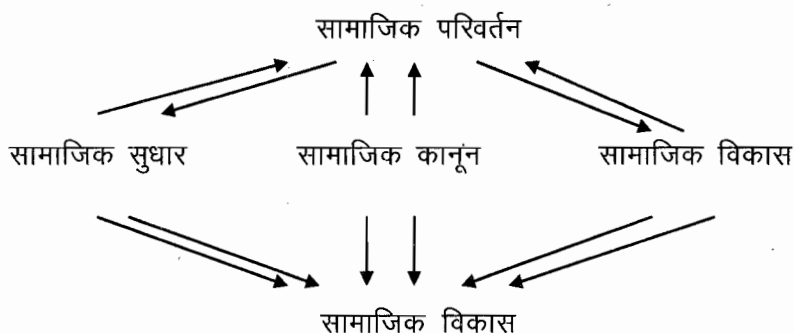 सामाजिक परिवर्तन
सामाजिक सुधार सामाजिक कानून सामाजिक विकास
सामाजिक विकास